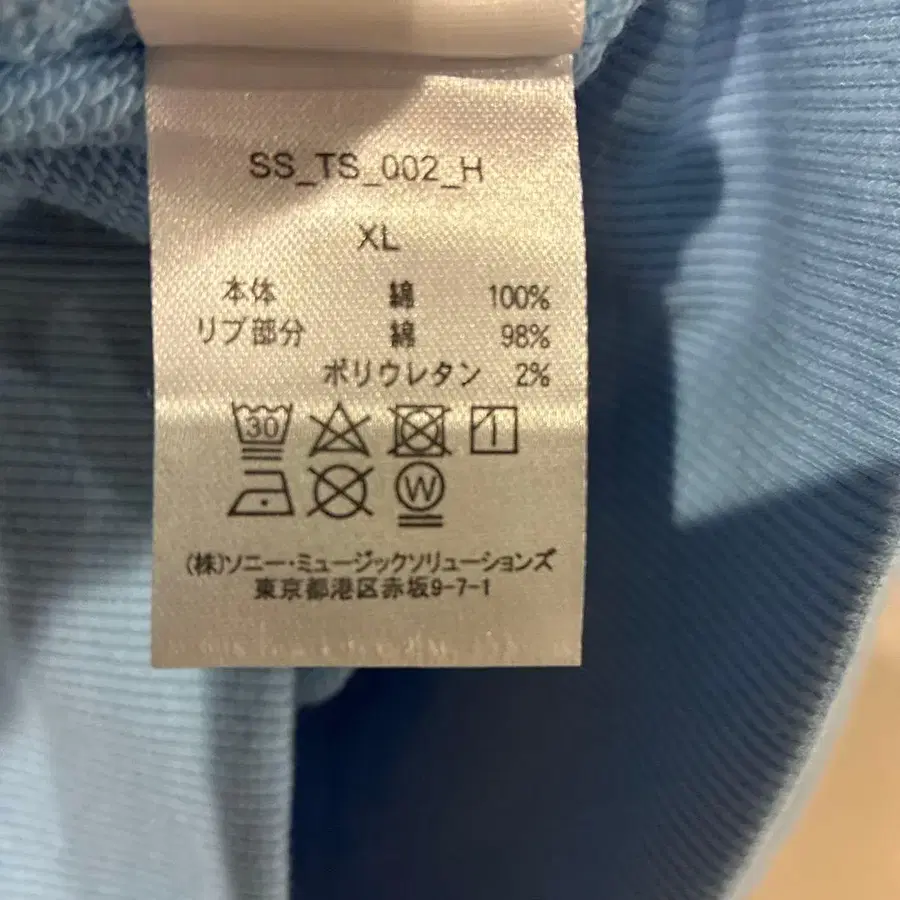 SS_TS_002_H
XL
本体 綿 100%
リブ部分 綿 98%
ポリウレタン 2%
30
W
(株)ソニー・ミュージックソリューションズ
東京都港区赤坂9-7-1